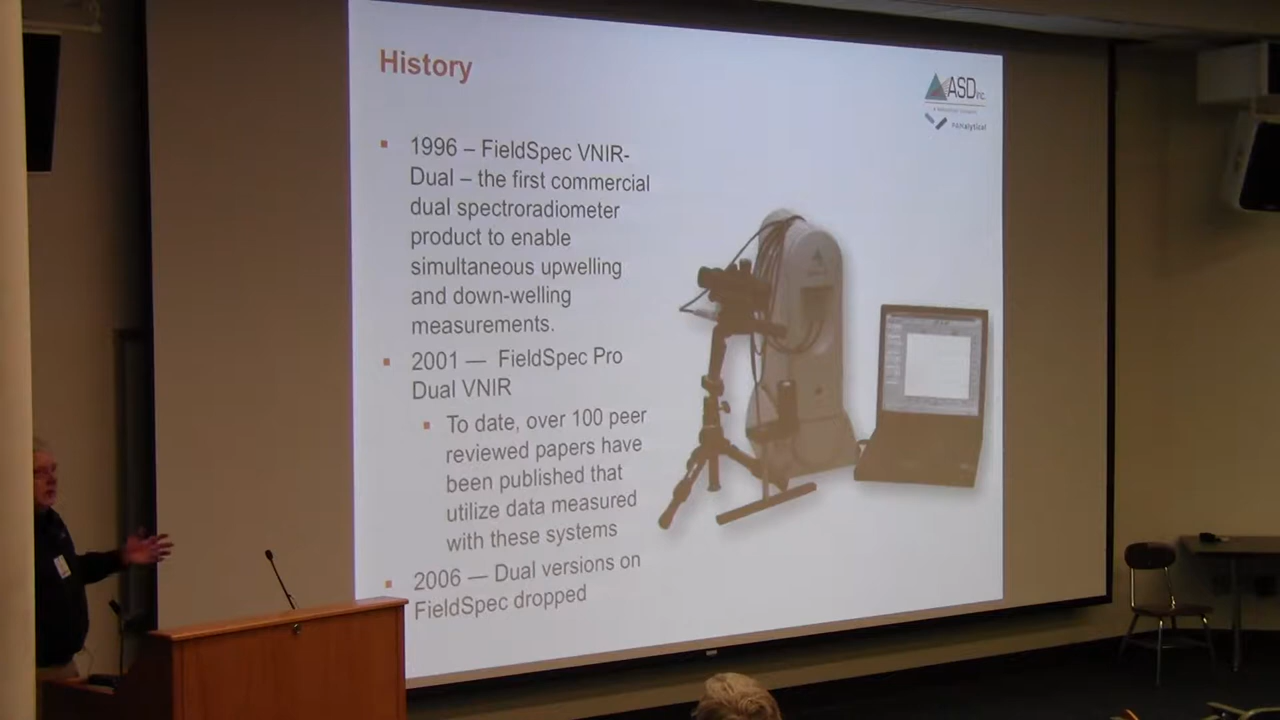 History
ASD Inc.
PANalytical
1996 – FieldSpec VNIR-
Dual – the first commercial
dual spectroradiometer
product to enable
simultaneous upwelling
and down-welling
measurements.
2001 — FieldSpec Pro
Dual VNIR
To date, over 100 peer
reviewed papers have
been published that
utilize data measured
with these systems
2006 — Dual versions on
FieldSpec dropped